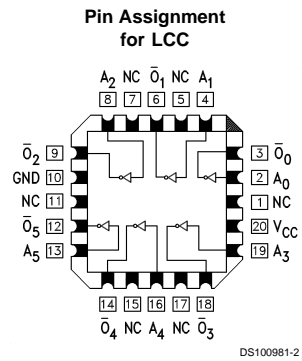 Pin Assignment
for LCC
A₂ NC Ō₁ NC A₁
8 7 6 5 4
Ō₂ 9
3 Ō₀
GND 10
2 A₀
NC 11
1 NC
Ō₅ 12
20 V_CC
A₅ 13
19 A₃
14 15 16 17 18
Ō₄ NC A₄ NC Ō₃
DS100981-2